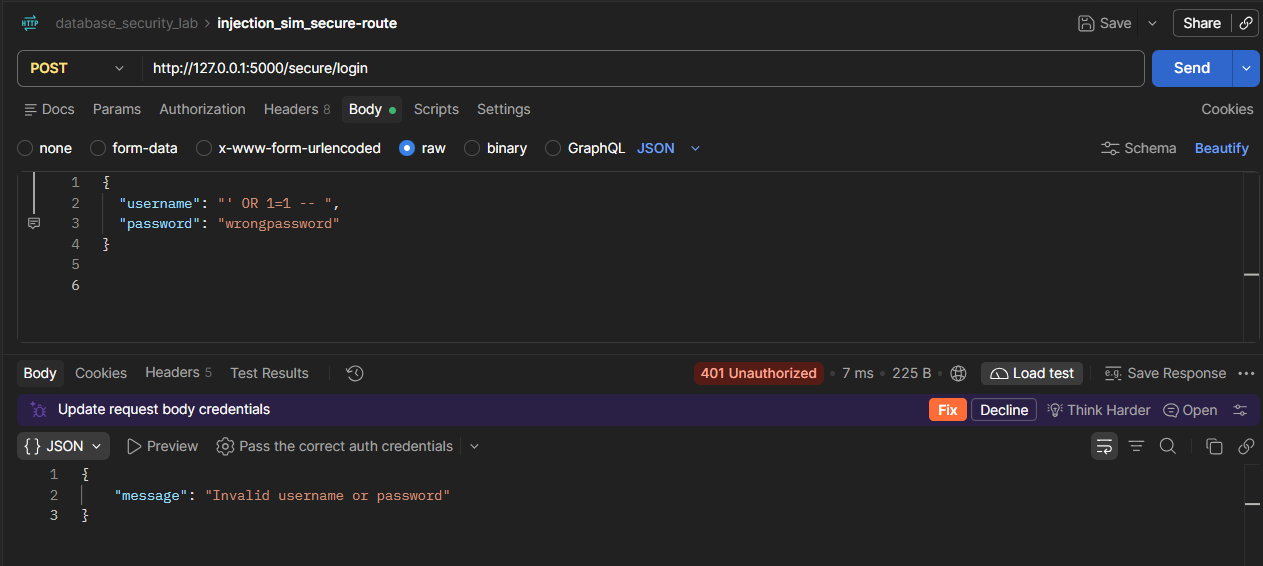 HTTP database_security_lab > injection_sim_secure-route Save Share
POST http://127.0.0.1:5000/secure/login Send
Docs Params Authorization Headers 8 Body Scripts Settings Cookies
none form-data x-www-form-urlencoded raw binary GraphQL JSON Schema Beautify
1 {
2 "username": "' OR 1=1 -- ",
3 "password": "wrongpassword"
4 }
5
6
Body Cookies Headers 5 Test Results 401 Unauthorized • 7 ms • 225 B • Load test e.g. Save Response •••
Update request body credentials Fix Decline Think Harder Open
{} JSON Preview Pass the correct auth credentials
1 {
2 "message": "Invalid username or password"
3 }